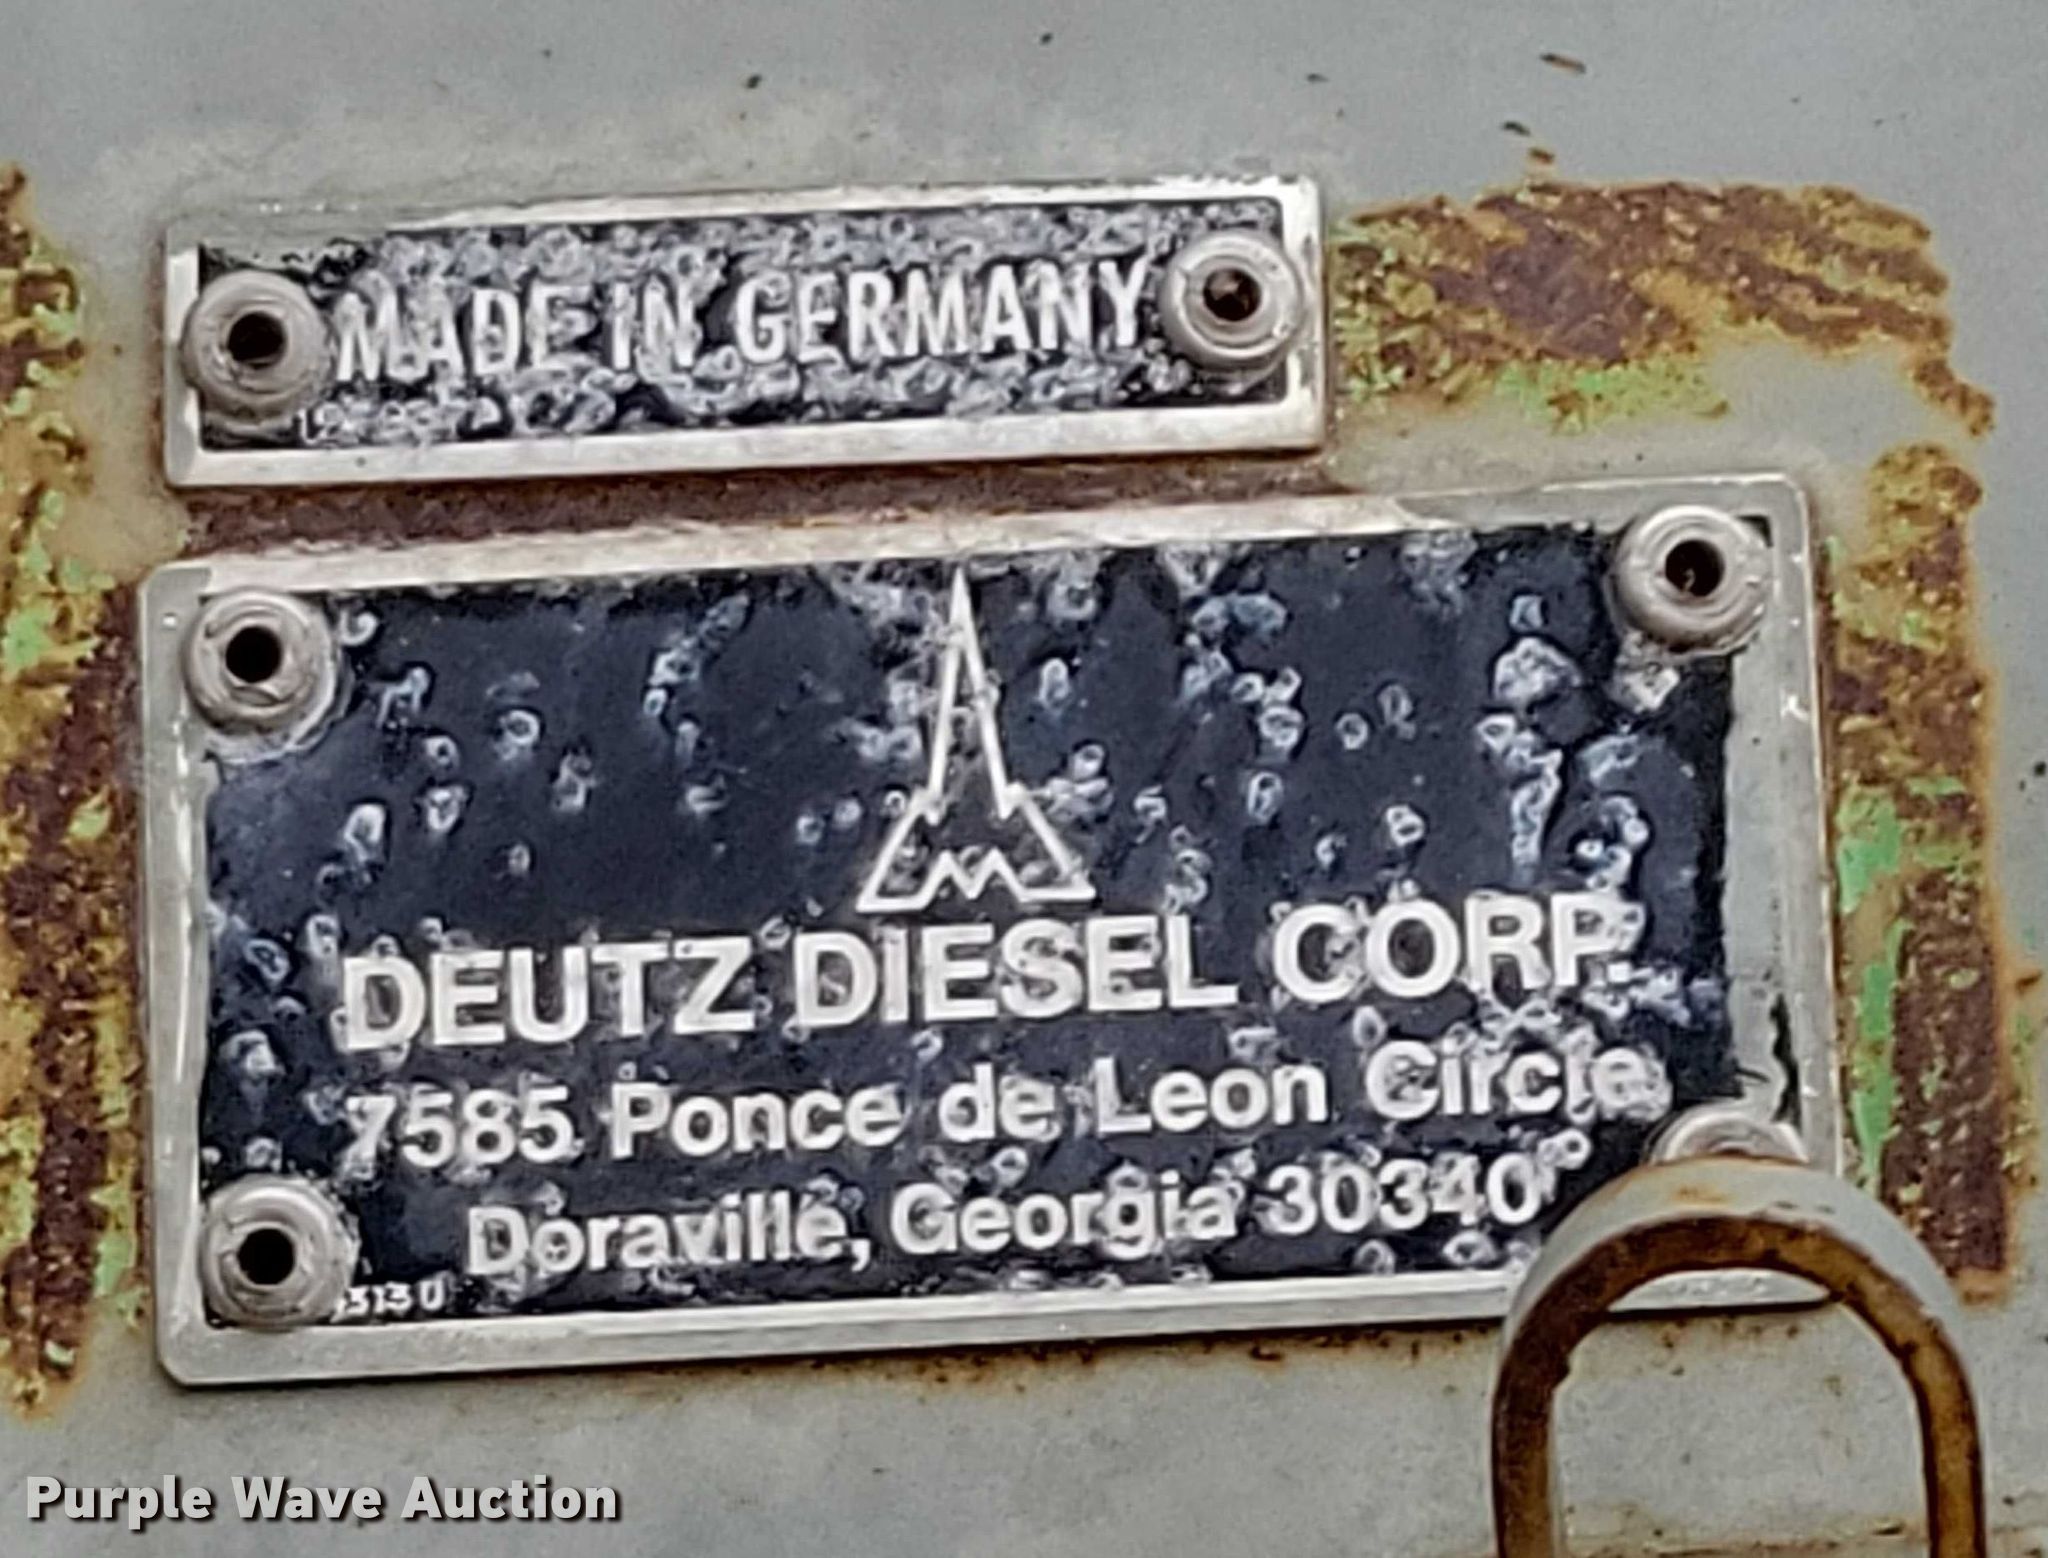 MADE IN GERMANY
DEUTZ DIESEL CORP.
7585 Ponce de Leon Circle
Doraville, Georgia 30340
Purple Wave Auction